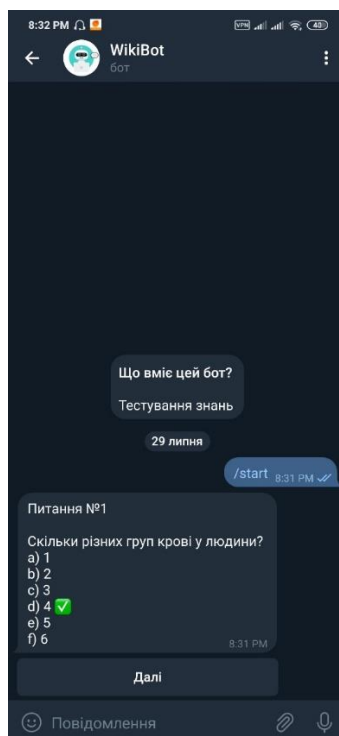 8:32 PM
VPN 40
WikiBot
бот
Що вміє цей бот?
Тестування знань
29 липня
/start 8:31 PM
Питання №1
Скільки різних груп крові у людини?
a) 1
b) 2
c) 3
d) 4 ✅
e) 5
f) 6
8:31 PM
Далі
Повідомлення